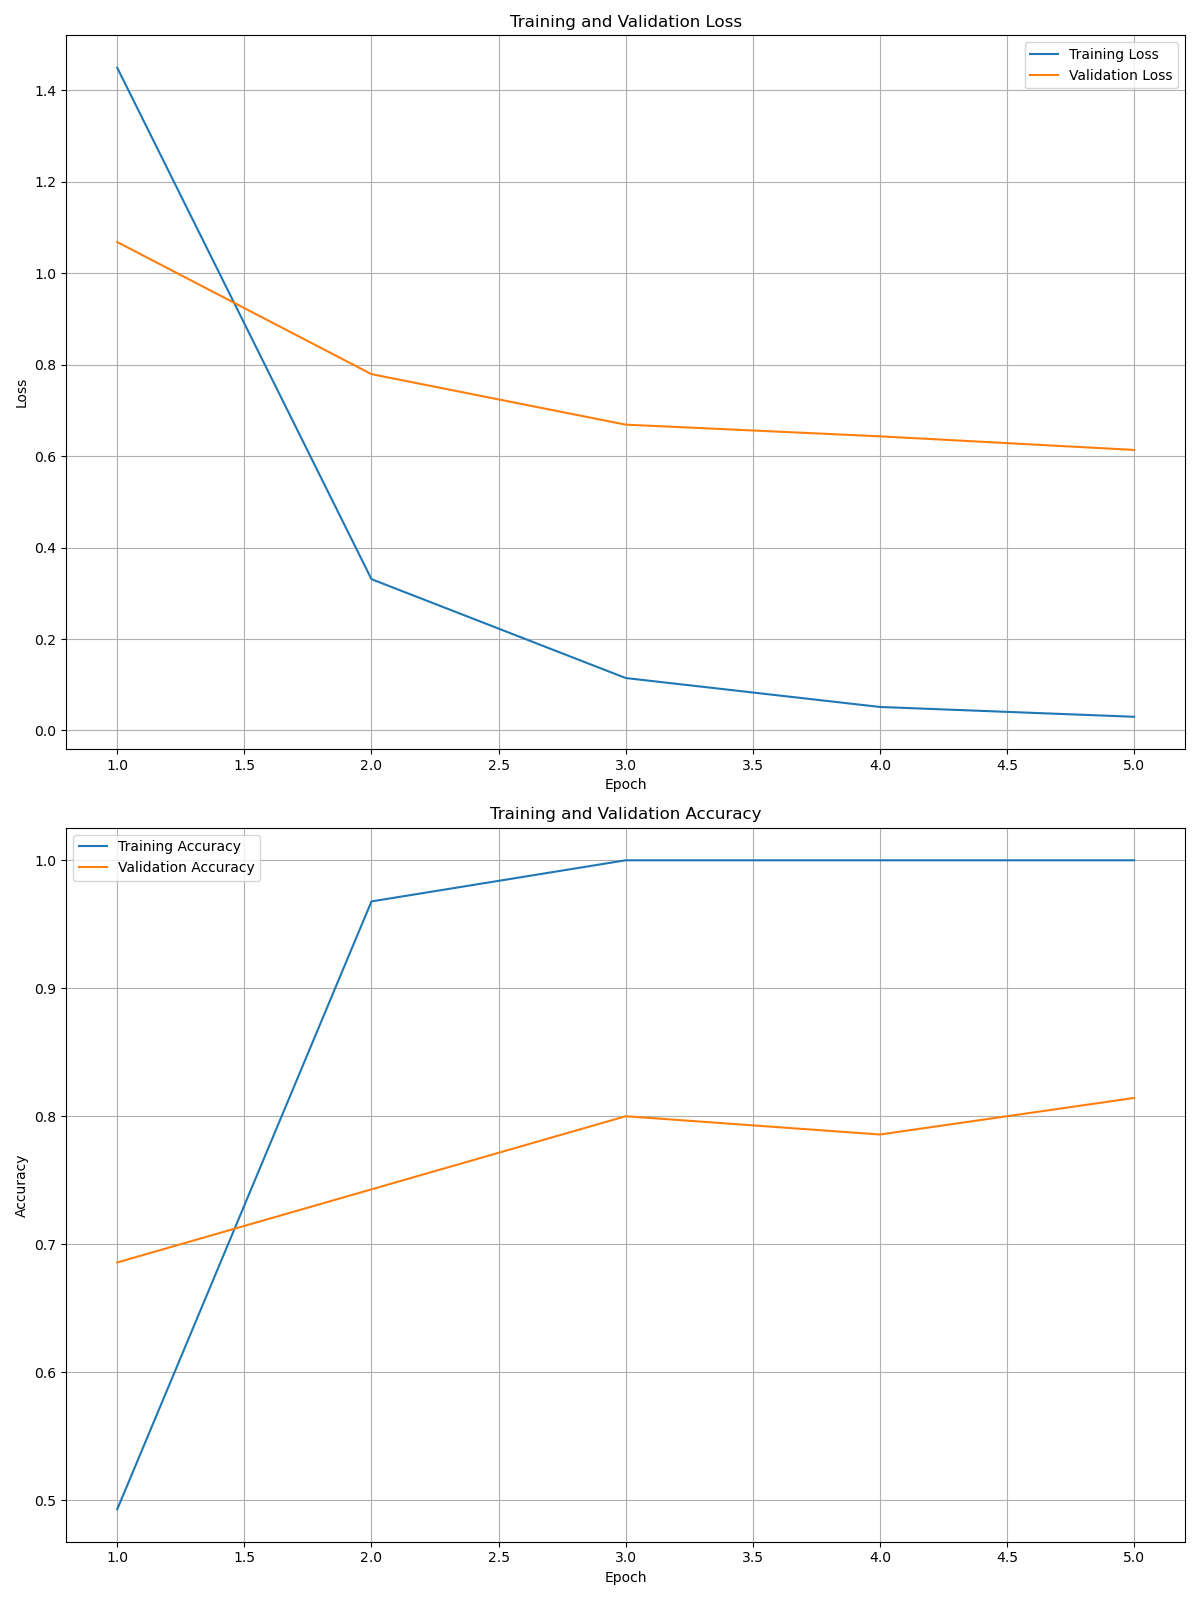 Training and Validation Loss
Training Loss
Validation Loss
1.4
1.2
1.0
0.8
0.6
0.4
0.2
0.0
Loss
1.0 1.5 2.0 2.5 3.0 3.5 4.0 4.5 5.0
Epoch
Training and Validation Accuracy
Training Accuracy
Validation Accuracy
1.0
0.9
0.8
0.7
0.6
0.5
Accuracy
1.0 1.5 2.0 2.5 3.0 3.5 4.0 4.5 5.0
Epoch